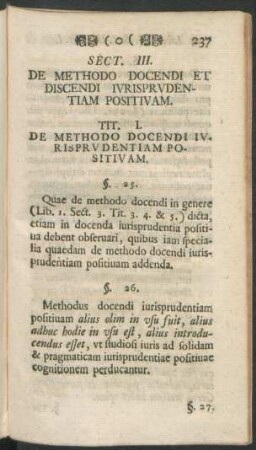 ( o ) 237
SECT. III.
DE METHODO DOCENDI ET
DISCENDI IVRISPRVDEN-
TIAM POSITIVAM.
TIT. I.
DE METHODO DOCENDI IV-
RISPRVDENTIAM PO-
SITIVAM.
§. 25.
Quae de methodo docendi in genere
(Lib. 1. Sect. 3. Tit. 3. 4. & 5.) dicta,
etiam in docenda iurisprudentia positi-
ua debent obseruari, quibus iam specia-
lia quaedam de methodo docendi iuris-
prudentiam positiuam addenda.
§. 26.
Methodus docendi iurisprudentiam
positiuam alius olim in vsu fuit, alius
adhuc hodie in vsu est, alius introdu-
cendus esset, vt studiosi iuris ad solidam
& pragmaticam iurisprudentiae positiuae
cognitionem perducantur.
§. 27.